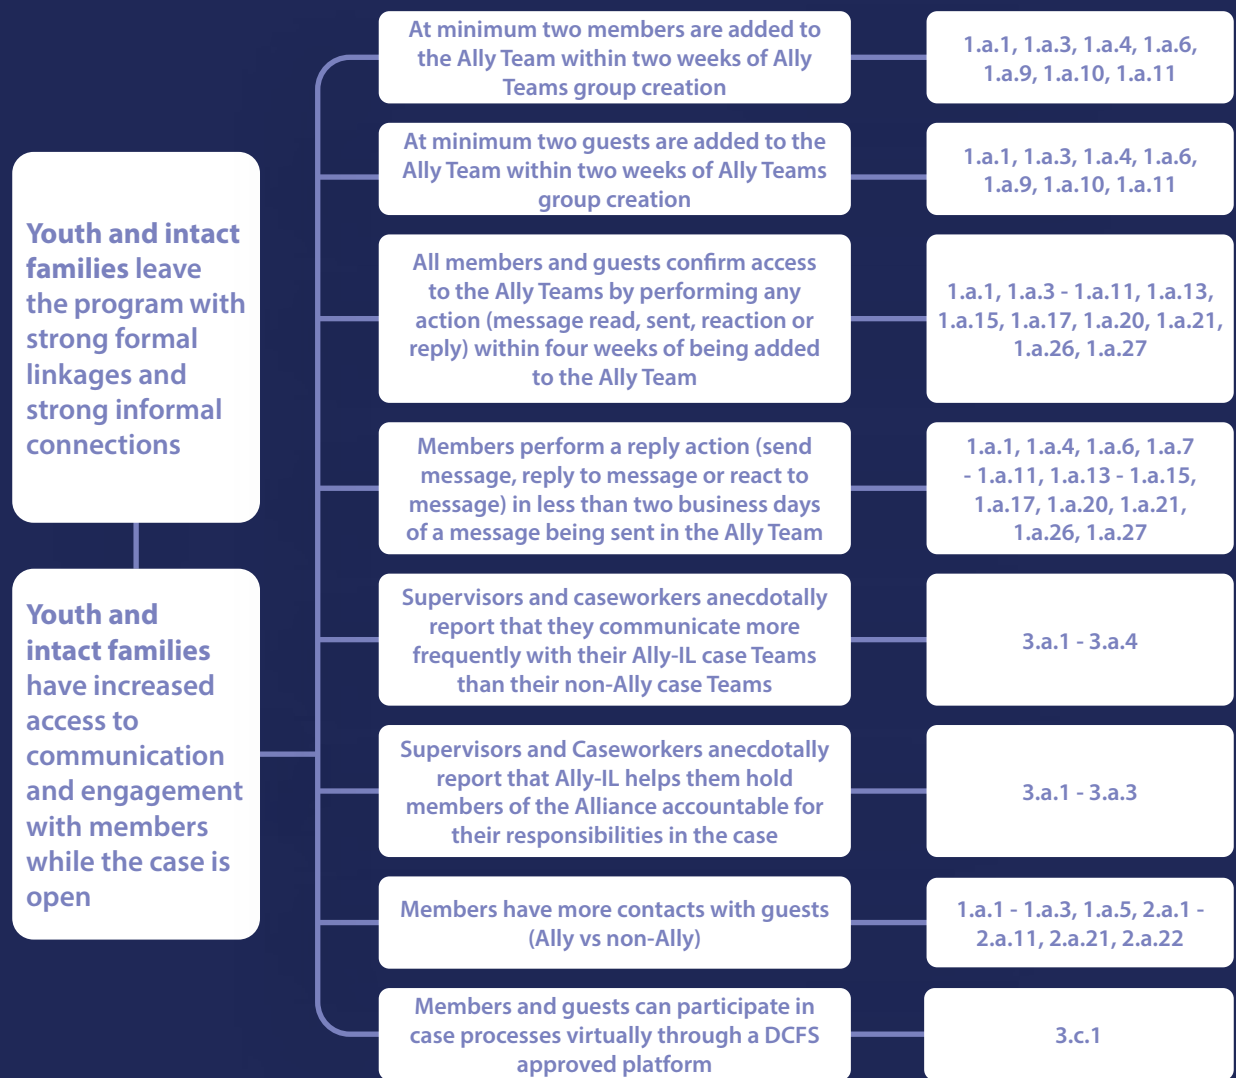 Youth and intact
families leave
the program with
strong formal
linkages and
strong informal
connections
Youth and
intact families
have increased
access to
communication
and engagement
with members
while the case is
open
At minimum two members are added to
the Ally Team within two weeks of Ally
Teams group creation
1.a.1, 1.a.3, 1.a.4, 1.a.6,
1.a.9, 1.a.10, 1.a.11
At minimum two guests are added to the
Ally Team within two weeks of Ally Teams
group creation
1.a.1, 1.a.3, 1.a.4, 1.a.6,
1.a.9, 1.a.10, 1.a.11
All members and guests confirm access
to the Ally Teams by performing any
action (message read, sent, reaction or
reply) within four weeks of being added
to the Ally Team
1.a.1, 1.a.3 - 1.a.11, 1.a.13,
1.a.15, 1.a.17, 1.a.20, 1.a.21,
1.a.26, 1.a.27
Members perform a reply action (send
message, reply to message or react to
message) in less than two business days
of a message being sent in the Ally Team
1.a.1, 1.a.4, 1.a.6, 1.a.7
- 1.a.11, 1.a.13 - 1.a.15,
1.a.17, 1.a.20, 1.a.21,
1.a.26, 1.a.27
Supervisors and caseworkers anecdotally
report that they communicate more
frequently with their Ally-IL case Teams
than their non-Ally case Teams
3.a.1 - 3.a.4
Supervisors and Caseworkers anecdotally
report that Ally-IL helps them hold
members of the Alliance accountable for
their responsibilities in the case
3.a.1 - 3.a.3
Members have more contacts with guests
(Ally vs non-Ally)
1.a.1 - 1.a.3, 1.a.5, 2.a.1 -
2.a.11, 2.a.21, 2.a.22
Members and guests can participate in
case processes virtually through a DCFS
approved platform
3.c.1